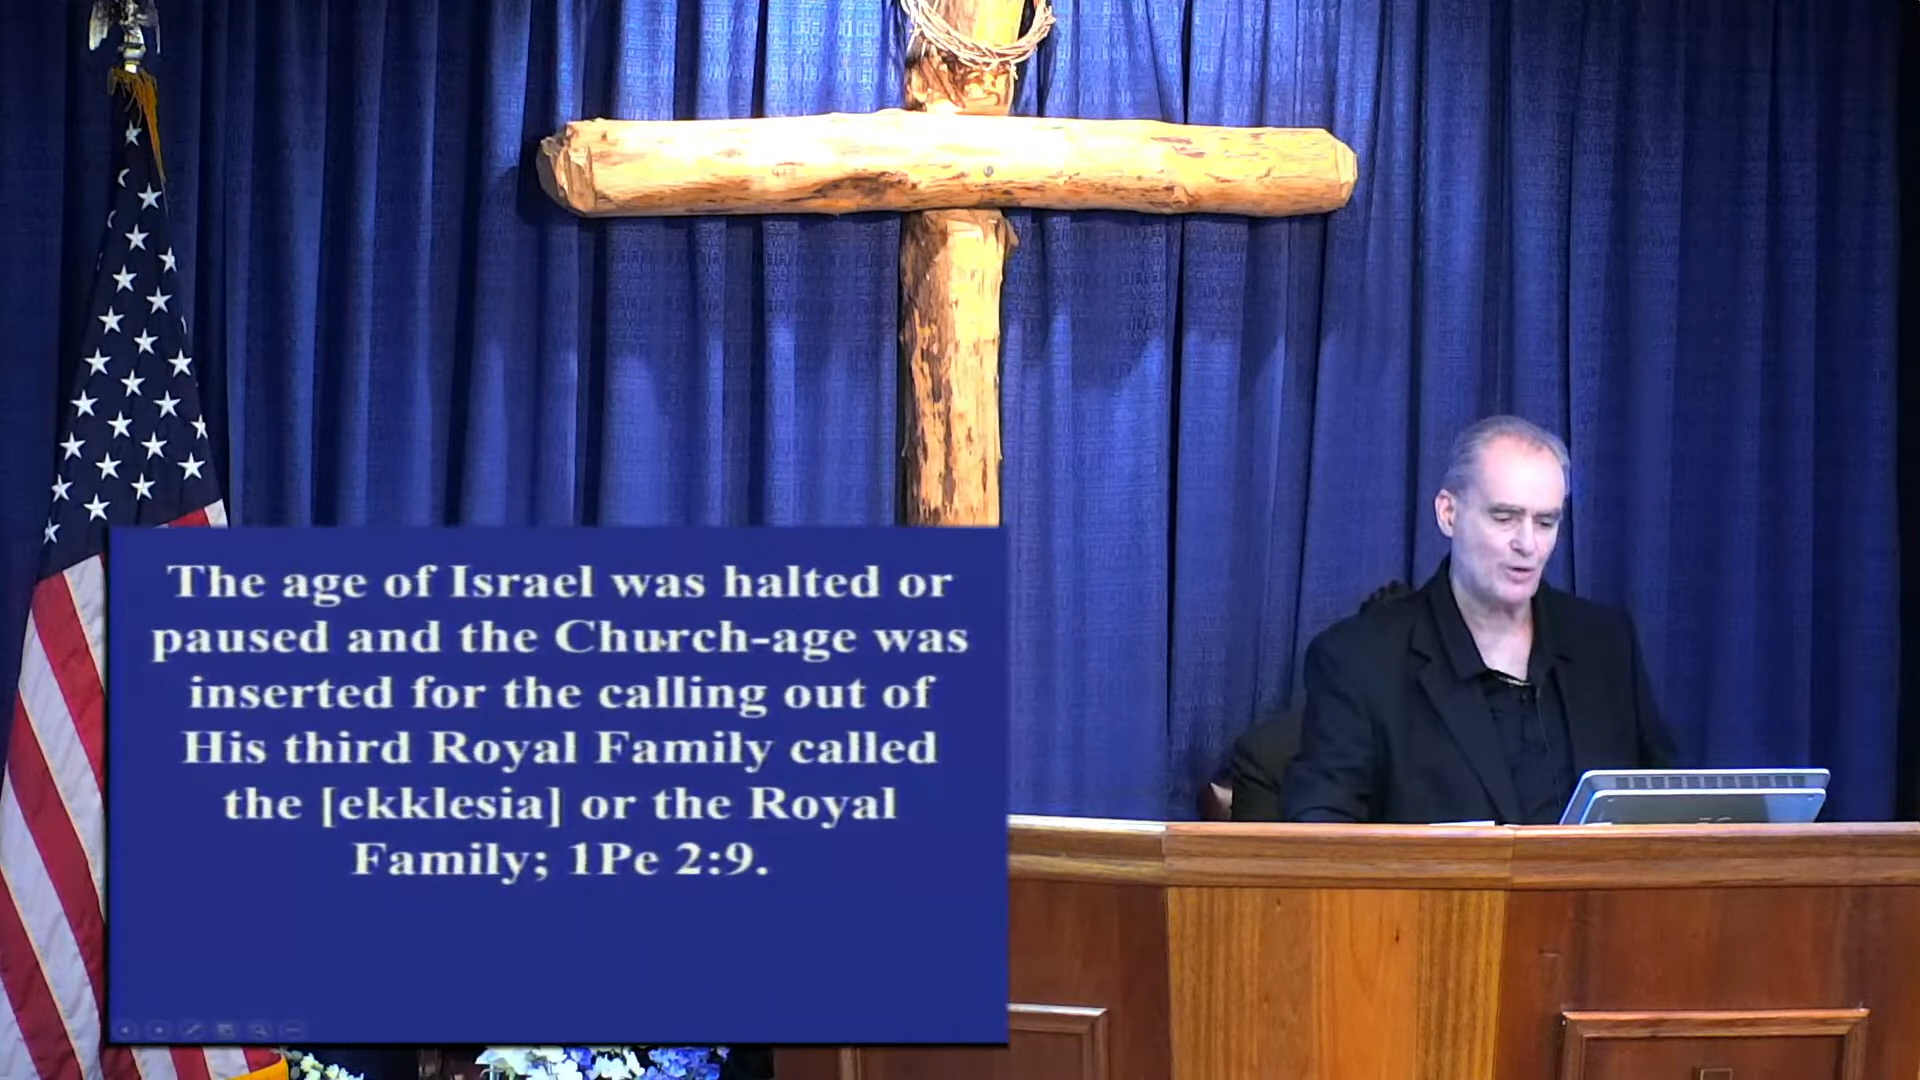 The age of Israel was halted or
paused and the Church-age was
inserted for the calling out of
His third Royal Family called
the [ekklesia] or the Royal
Family; 1Pe 2:9.